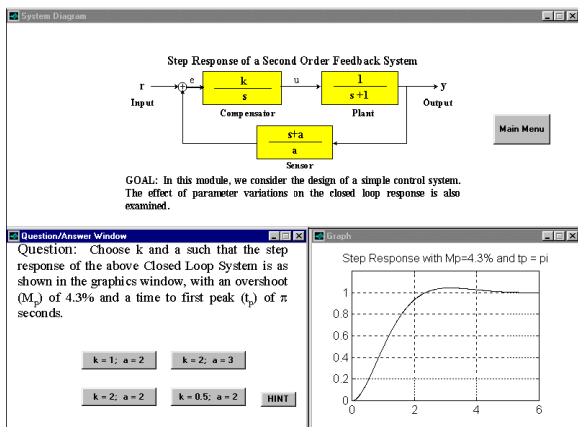 System Diagram
Step Response of a Second Order Feedback System
r
Input
e
k
s
Compensator
u
1
s+1
Plant
y
Output
s+a
a
Sensor
Main Menu
GOAL: In this module, we consider the design of a simple control system.
The effect of parameter variations on the closed loop response is also
examined.
Question/Answer Window
Question: Choose k and a such that the step
response of the above Closed Loop System is as
shown in the graphics window, with an overshoot
(Mp) of 4.3% and a time to first peak (tp) of π
seconds.
k = 1; a = 2
k = 2; a = 3
k = 2; a = 2
k = 0.5; a = 2
HINT
Graph
Step Response with Mp=4.3% and tp = pi
1
0.8
0.6
0.4
0.2
0
0
2
4
6